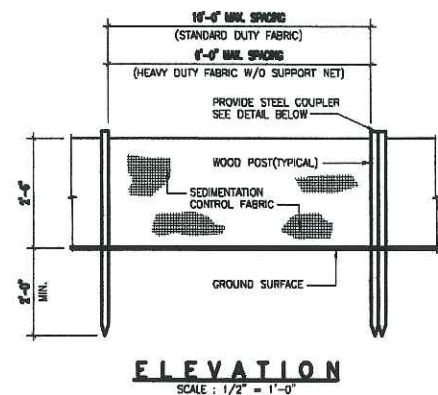 10'-0" MAX. SPACING
(STANDARD DUTY FABRIC)
6'-0" MAX. SPACING
(HEAVY DUTY FABRIC W/O SUPPORT NET)
PROVIDE STEEL COUPLER
SEE DETAIL BELOW
WOOD POST(TYPICAL)
SEDIMENTATION
CONTROL FABRIC
2'-6"
GROUND SURFACE
2'-0"
MIN.
ELEVATION
SCALE : 1/2" = 1'-0"